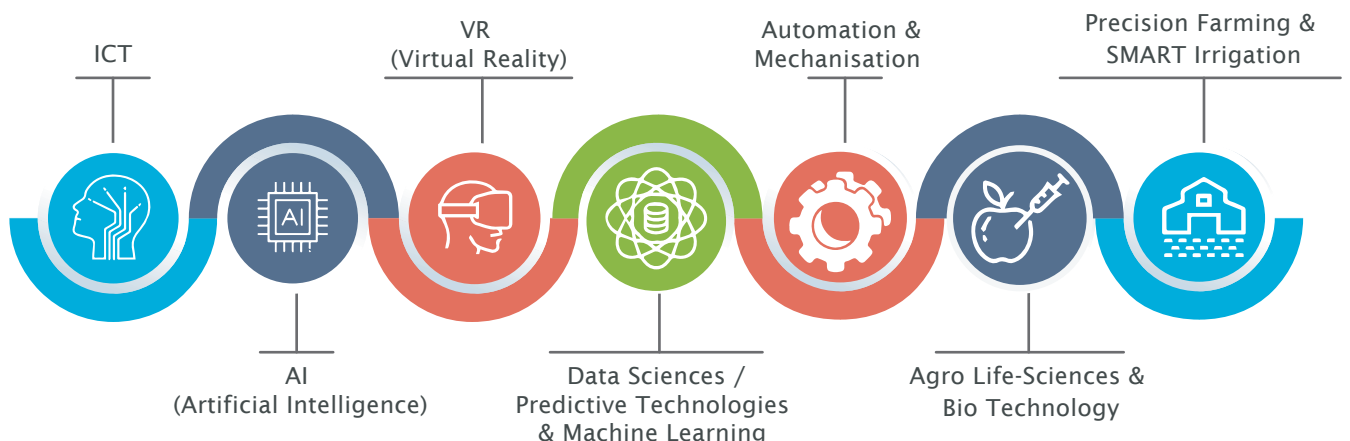 ICT
AI
AI
(Artificial Intelligence)
VR
(Virtual Reality)
Data Sciences /
Predictive Technologies
& Machine Learning
Automation &
Mechanisation
Agro Life-Sciences &
Bio Technology
Precision Farming &
SMART Irrigation